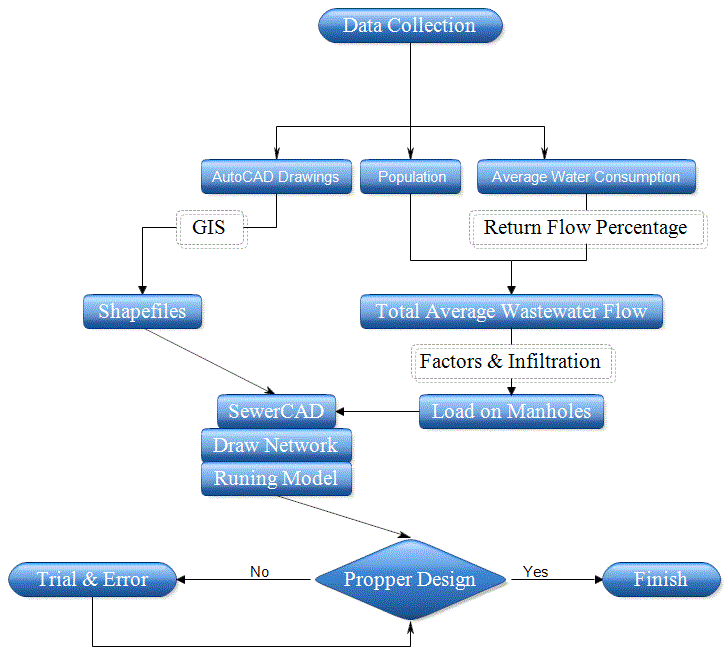 Data Collection
AutoCAD Drawings
Population
Average Water Consumption
GIS
Return Flow Percentage
Shapefiles
Total Average Wastewater Flow
Factors & Infiltration
SewerCAD
Load on Manholes
Draw Network
Runing Model
No
Yes
Trial & Error
Propper Design
Finish